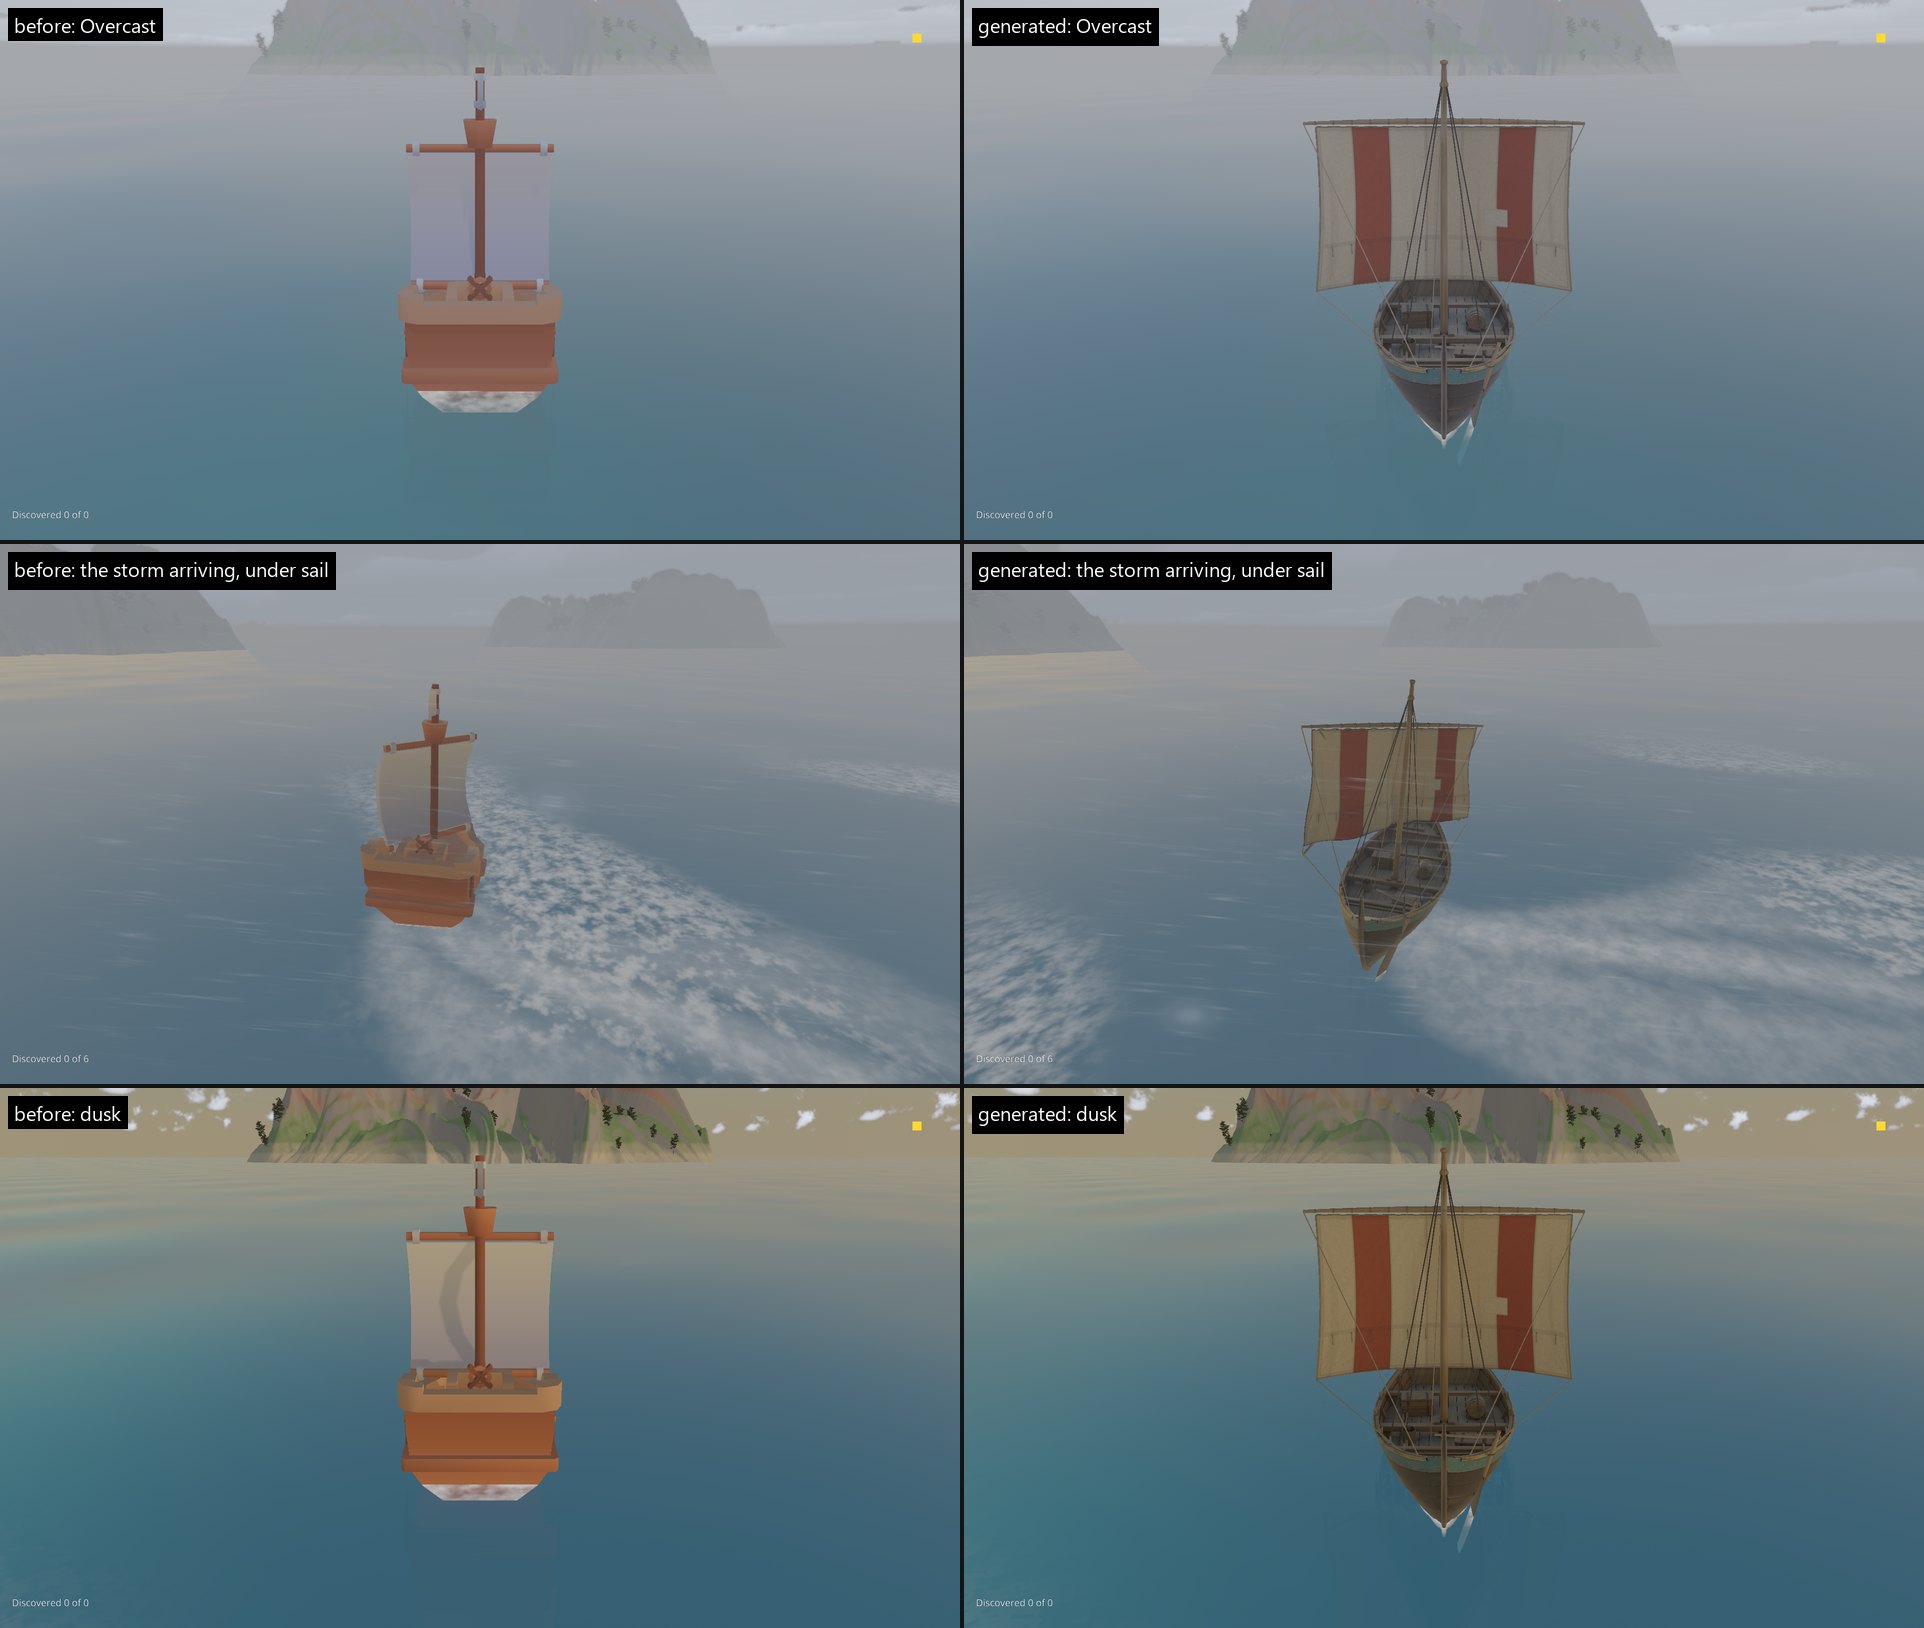 before: Overcast
generated: Overcast
Discovered 0 of 0
Discovered 0 of 0
before: the storm arriving, under sail
generated: the storm arriving, under sail
Discovered 0 of 6
Discovered 0 of 6
before: dusk
generated: dusk
Discovered 0 of 0
Discovered 0 of 0